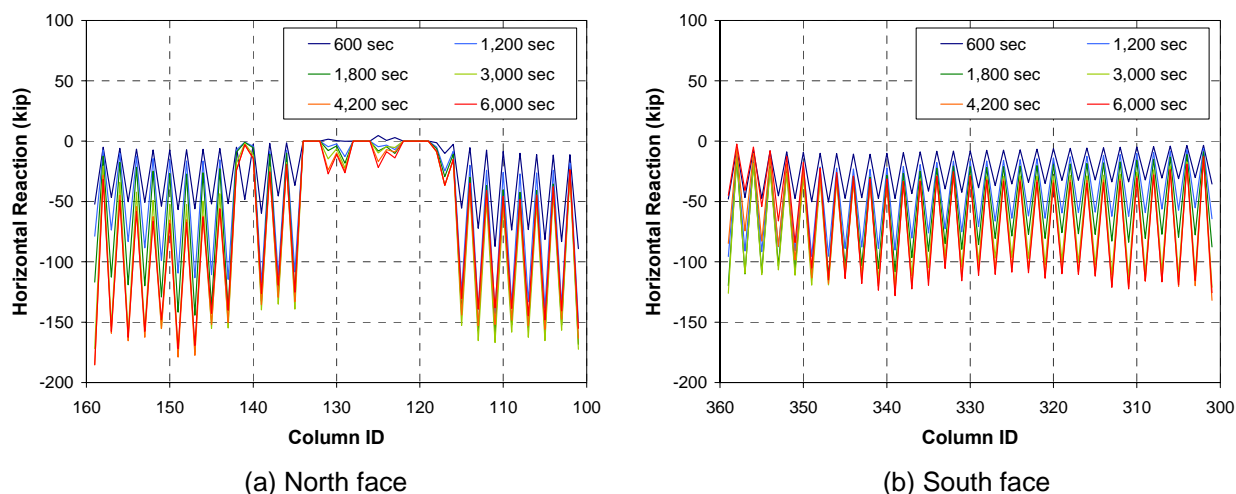 100
50
0
-50
-100
-150
-200
Horizontal Reaction (kip)
600 sec 1,200 sec
1,800 sec 3,000 sec
4,200 sec 6,000 sec
160 150 140 130 120 110 100
Column ID
(a) North face
100
50
0
-50
-100
-150
-200
Horizontal Reaction (kip)
600 sec 1,200 sec
1,800 sec 3,000 sec
4,200 sec 6,000 sec
360 350 340 330 320 310 300
Column ID
(b) South face